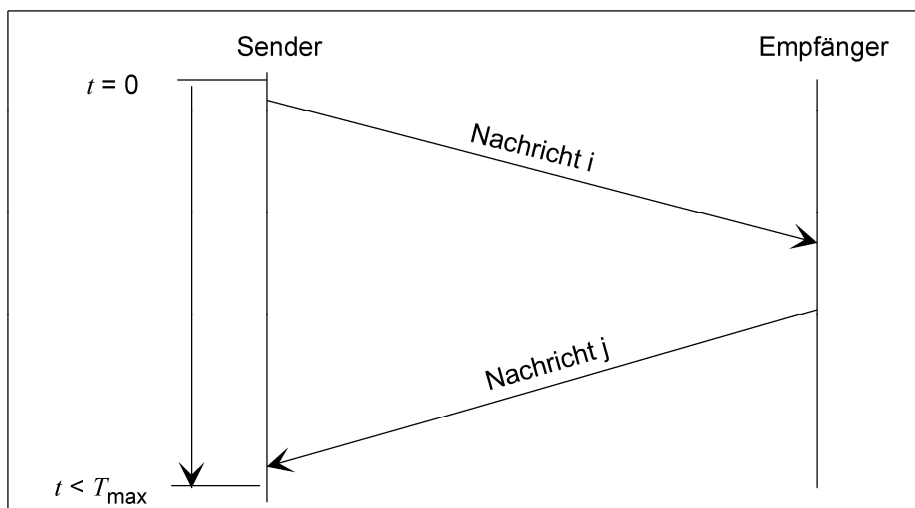 Sender
Empfänger
t = 0
Nachricht i
Nachricht j
t < Tmax